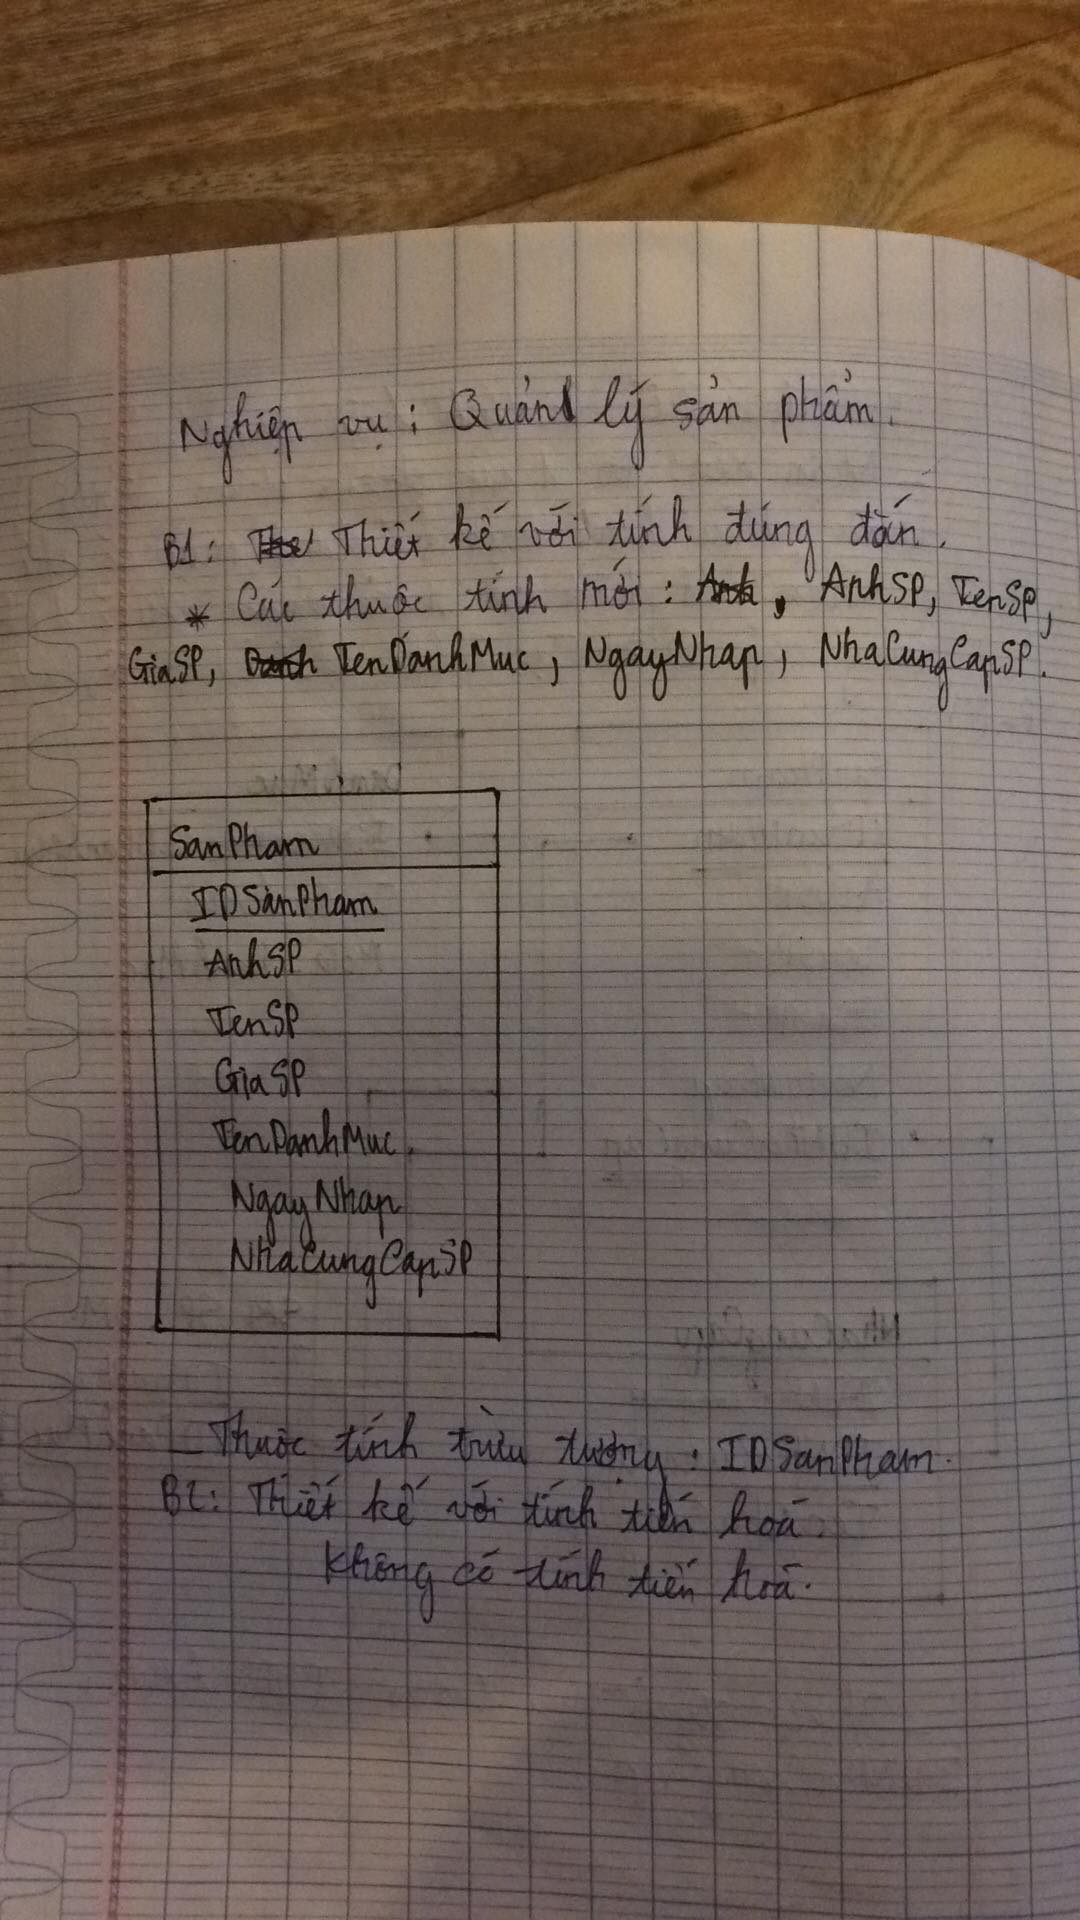 Nghiệp vụ : Quản lý sản phẩm.
B1: Thiết kế với tính đúng đắn.
* Các thuộc tính mới : AnhSP, TenSP,
GiaSP, TenDanhMuc, NgayNhap, NhaCungCapSP.
SanPham
IDSanPham
AnhSP
TenSP
GiaSP
TenDanhMuc
NgayNhap
NhaCungCapSP
_ Thuộc tính trừu tượng : IDSanPham.
B2: Thiết kế với tính tiến hoá.
Không có tính tiến hoá.